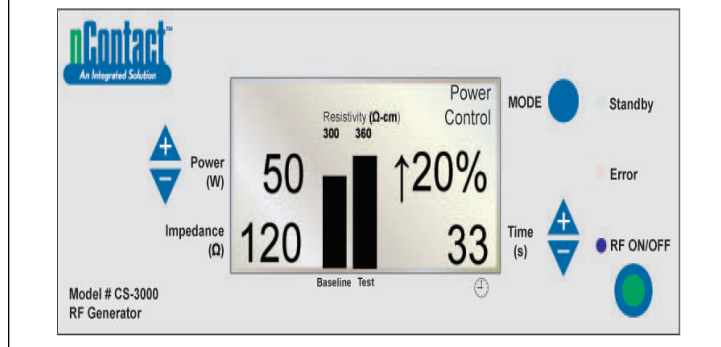 nContact™
An Integrated Solution
Power
Control
MODE
Standby
Resistivity (Ω-cm)
300 360
Power
(W)
50
↑20%
Error
Impedance
(Ω)
120
33
Time
(s)
RF ON/OFF
Baseline Test
Model # CS-3000
RF Generator